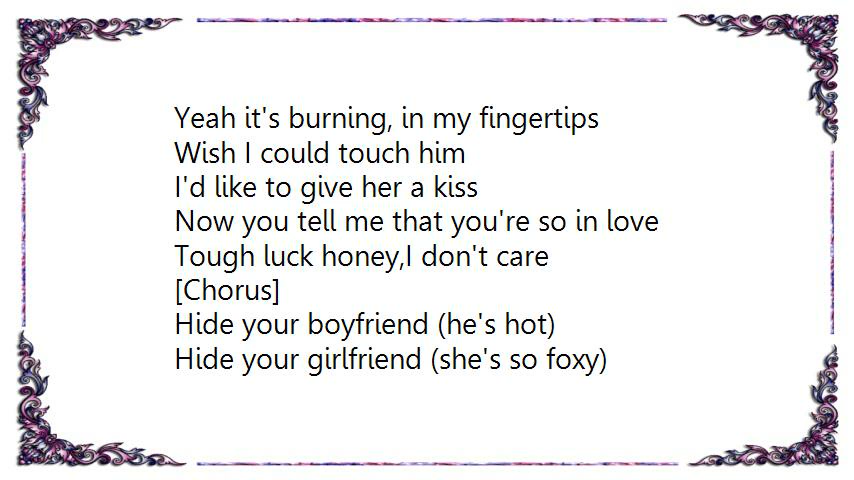 Yeah it's burning, in my fingertips
Wish I could touch him
I'd like to give her a kiss
Now you tell me that you're so in love
Tough luck honey,I don't care
[Chorus]
Hide your boyfriend (he's hot)
Hide your girlfriend (she's so foxy)